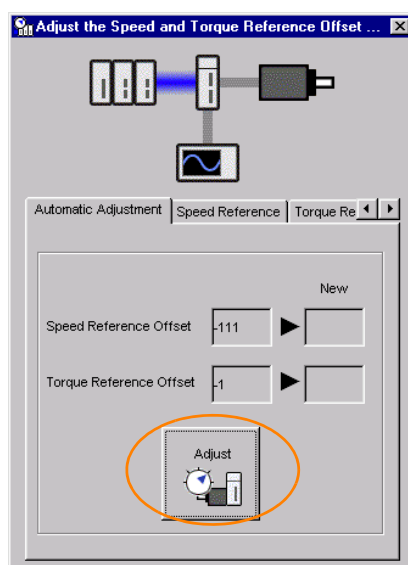 Adjust the Speed and Torque Reference Offset ...
Automatic Adjustment Speed Reference Torque Re
New
Speed Reference Offset -111
Torque Reference Offset -1
Adjust